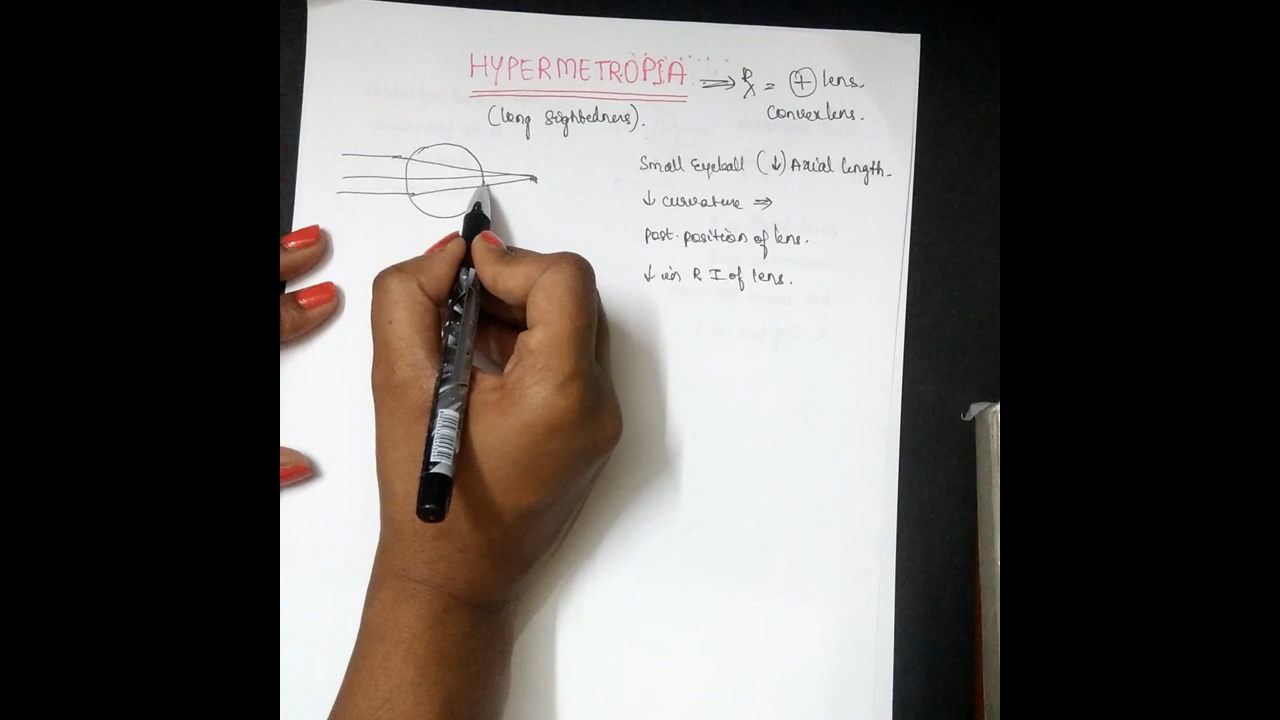 HYPERMETROPIA ⇒ Rx = ⊕ lens.
(long sightedness). convex lens.
Small Eyeball (↓) Axial length.
↓ curvature ⇒
post. position of lens.
↓ in R I of lens.